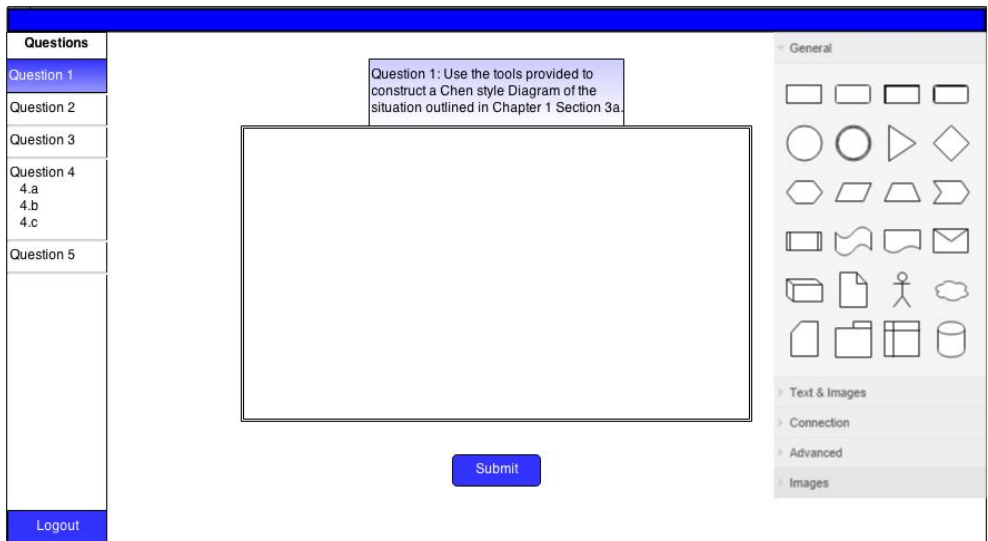 Questions
Question 1
Question 2
Question 3
Question 4
4.a
4.b
4.c
Question 5
Logout
Question 1: Use the tools provided to
construct a Chen style Diagram of the
situation outlined in Chapter 1 Section 3a.
Submit
General
Text & Images
Connection
Advanced
Images